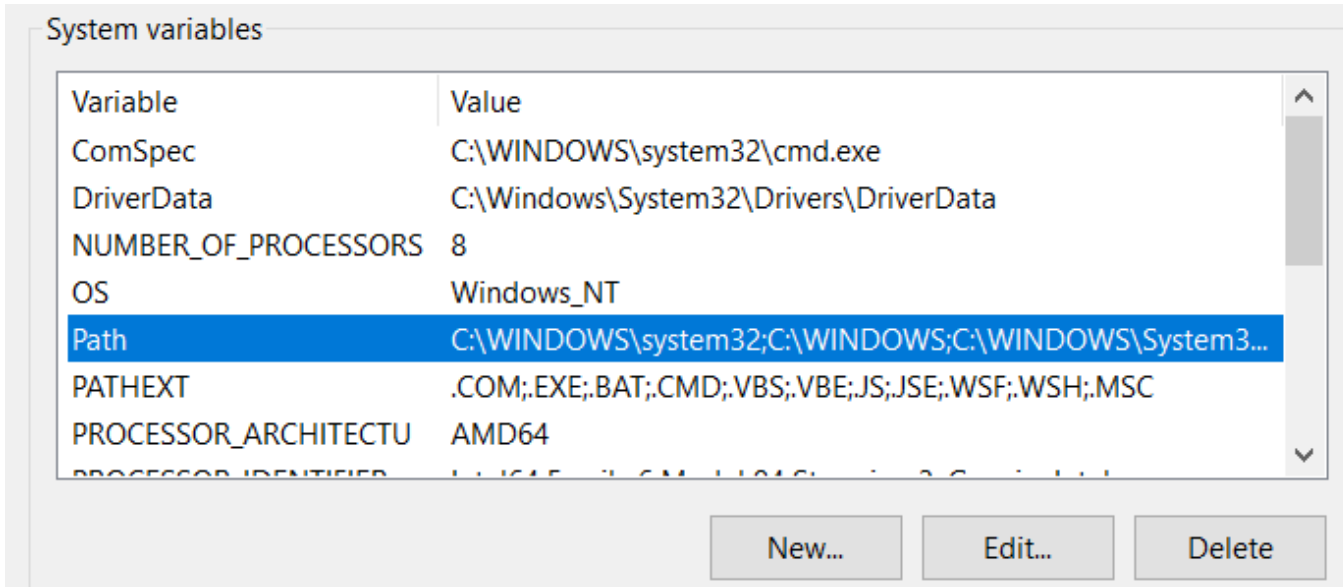 System variables
Variable Value
ComSpec C:\WINDOWS\system32\cmd.exe
DriverData C:\Windows\System32\Drivers\DriverData
NUMBER_OF_PROCESSORS 8
OS Windows_NT
Path C:\WINDOWS\system32;C:\WINDOWS;C:\WINDOWS\System3...
PATHEXT .COM;.EXE;.BAT;.CMD;.VBS;.VBE;.JS;.JSE;.WSF;.WSH;.MSC
PROCESSOR_ARCHITECTU AMD64
PROCESSOR_IDENTIFIER
New... Edit... Delete